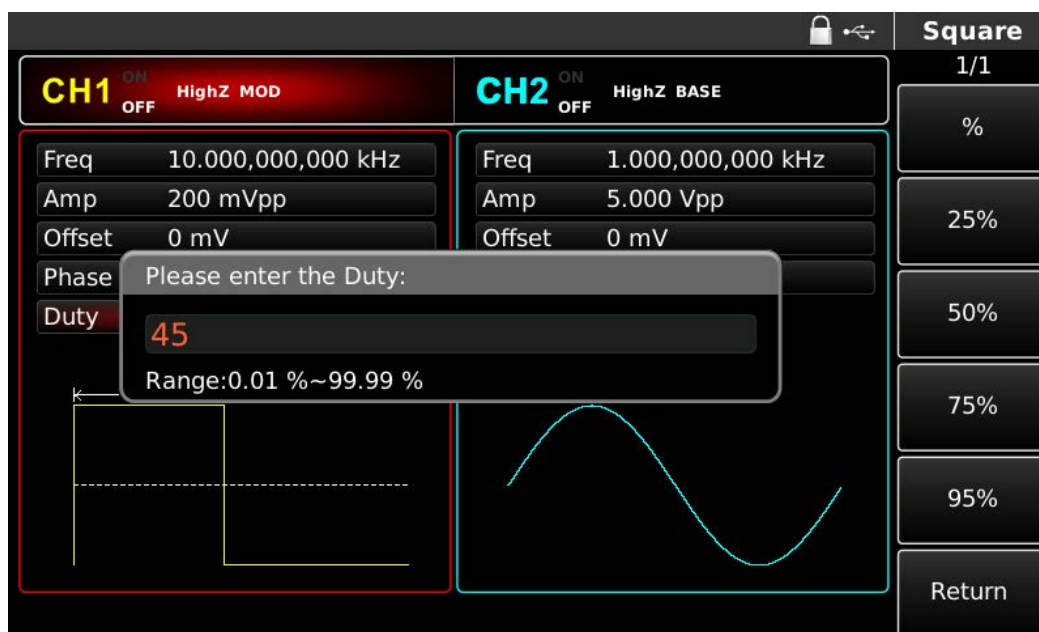 Square
1/1
CH1 ON OFF HighZ MOD
CH2 ON OFF HighZ BASE
%
Freq 10.000,000,000 kHz
Freq 1.000,000,000 kHz
Amp 200 mVpp
Amp 5.000 Vpp
25%
Offset 0 mV
Offset 0 mV
Phase
Please enter the Duty:
Duty
45
50%
Range:0.01 %~99.99 %
75%
95%
Return